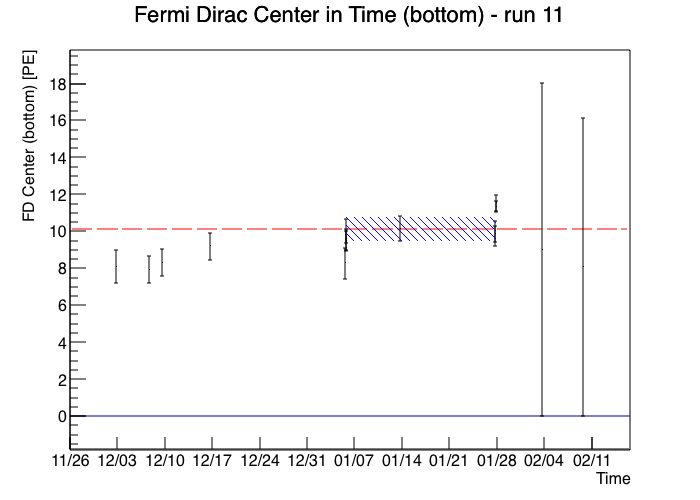 Fermi Dirac Center in Time (bottom) - run 11
FD Center (bottom) [PE]
18
16
14
12
10
8
6
4
2
0
11/26 12/03 12/10 12/17 12/24 12/31 01/07 01/14 01/21 01/28 02/04 02/11
Time